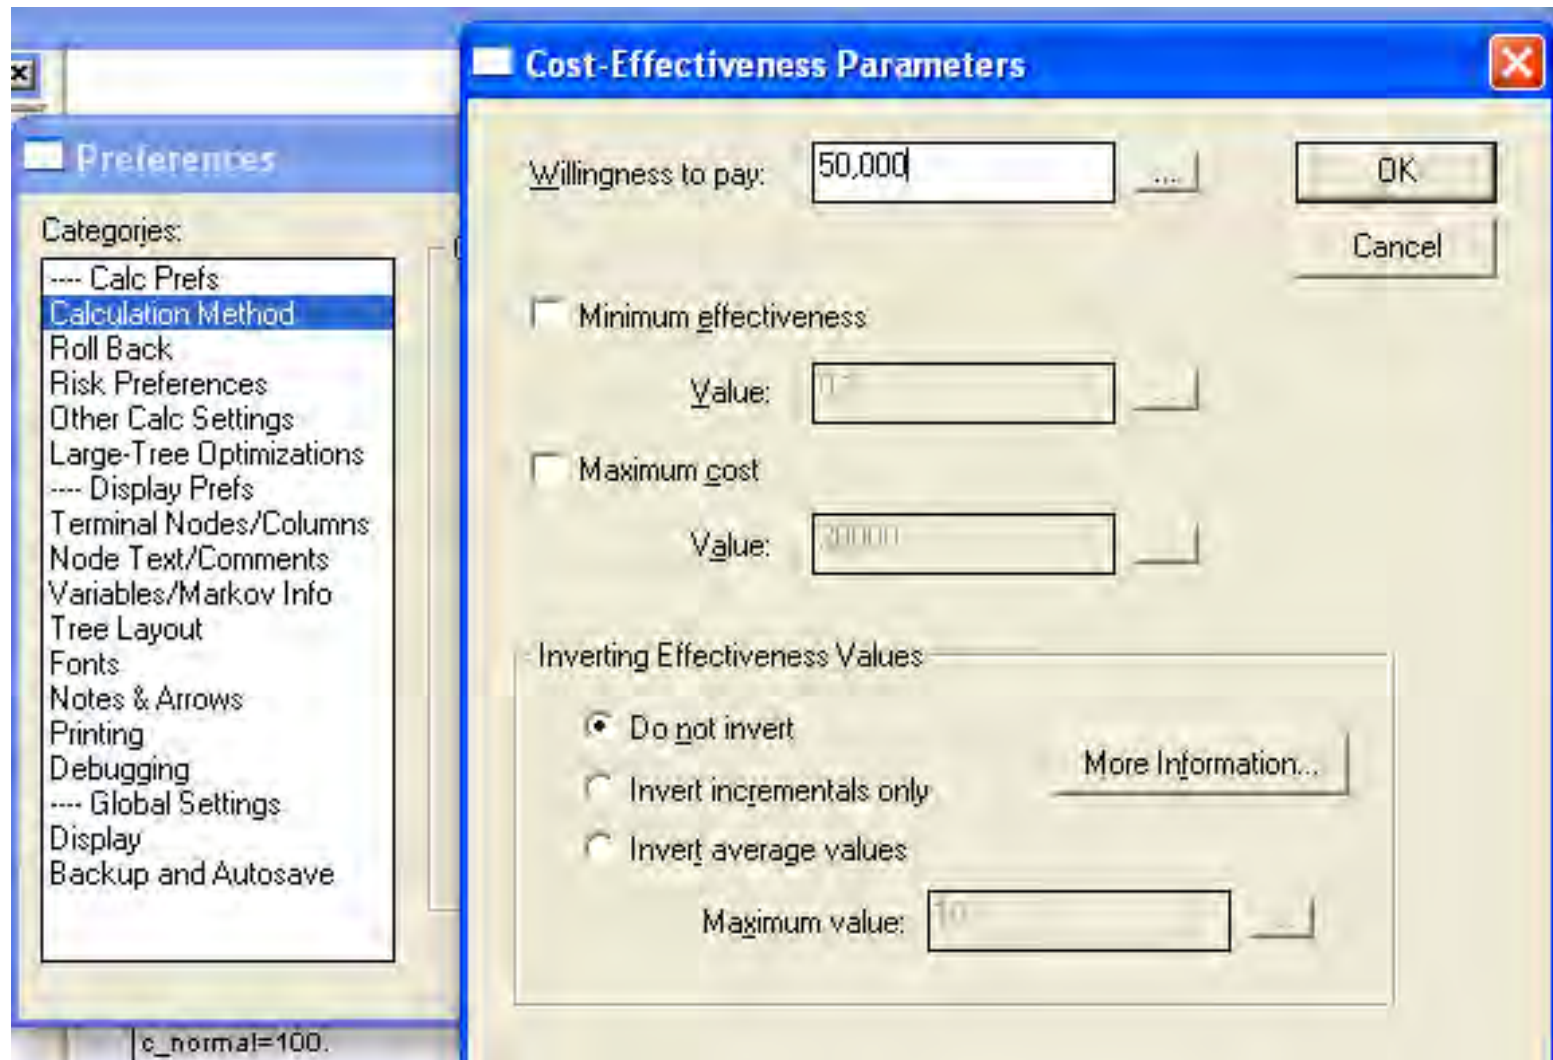 Preferences
Categories:
---- Calc Prefs
Calculation Method
Roll Back
Risk Preferences
Other Calc Settings
Large-Tree Optimizations
---- Display Prefs
Terminal Nodes/Columns
Node Text/Comments
Variables/Markov Info
Tree Layout
Fonts
Notes & Arrows
Printing
Debugging
---- Global Settings
Display
Backup and Autosave
c_normal=100.
Cost-Effectiveness Parameters
Willingness to pay: 50,000 .... OK
Cancel
Minimum effectiveness
Value: ...
Maximum cost
Value: ...
Inverting Effectiveness Values
Do not invert
Invert incrementals only
More Information...
Invert average values
Maximum value: 10 ...